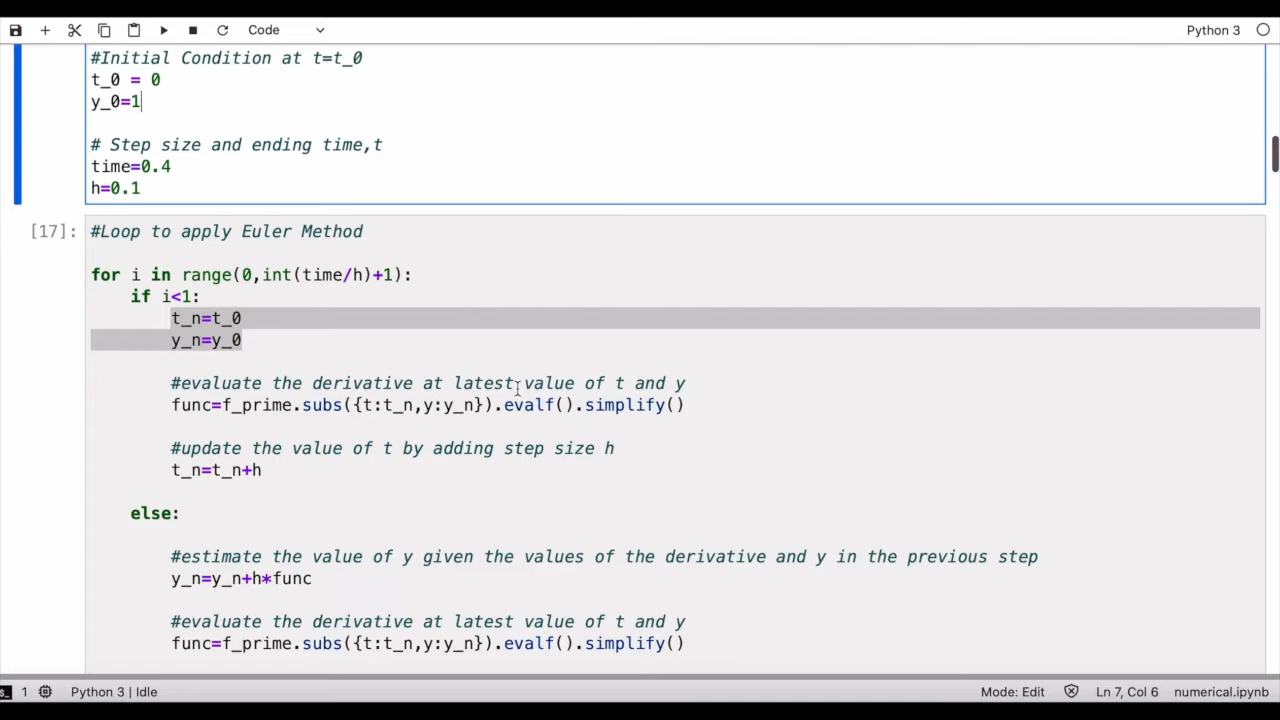 Code
Python 3
#Initial Condition at t=t_0
t_0 = 0
y_0=1
# Step size and ending time,t
time=0.4
h=0.1
[17]:
#Loop to apply Euler Method
for i in range(0,int(time/h)+1):
if i<1:
t_n=t_0
y_n=y_0
#evaluate the derivative at latest value of t and y
func=f_prime.subs({t:t_n,y:y_n}).evalf().simplify()
#update the value of t by adding step size h
t_n=t_n+h
else:
#estimate the value of y given the values of the derivative and y in the previous step
y_n=y_n+h*func
#evaluate the derivative at latest value of t and y
func=f_prime.subs({t:t_n,y:y_n}).evalf().simplify()
1
Python 3 | Idle
Mode: Edit
Ln 7, Col 6
numerical.ipynb